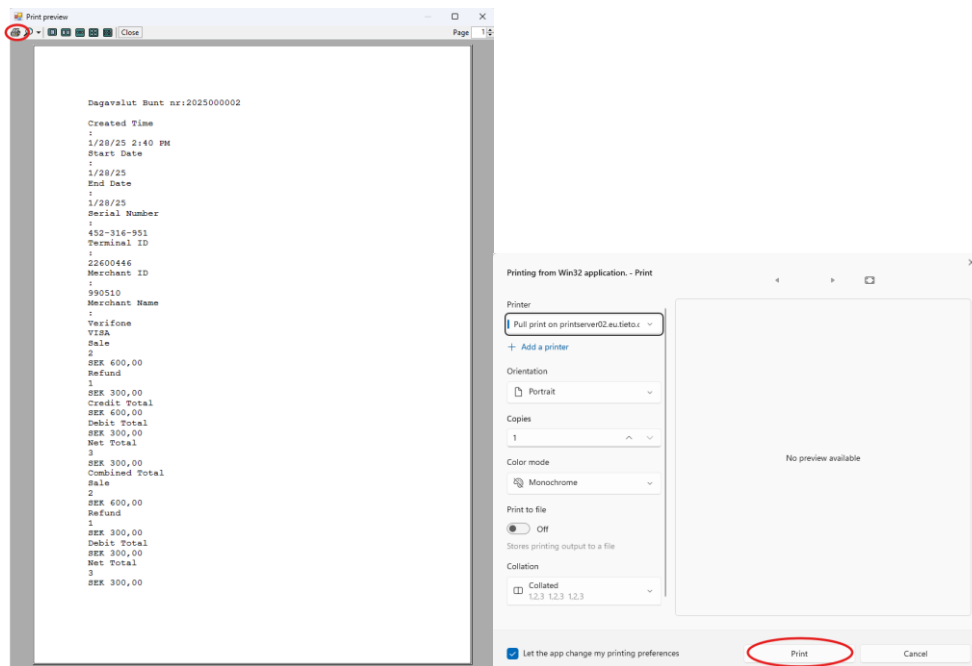 Print preview
Close
Page 1
Dagavslut Bunt nr:2025000002
Created Time
:
1/28/25 2:40 PM
Start Date
:
1/28/25
End Date
:
1/28/25
Serial Number
:
452-316-951
Terminal ID
:
22600446
Merchant ID
:
990510
Merchant Name
:
Verifone
VISA
Sale
2
SEK 600,00
Refund
1
SEK 300,00
Credit Total
SEK 600,00
Debit Total
SEK 300,00
Net Total
3
SEK 300,00
Combined Total
Sale
2
SEK 600,00
Refund
1
SEK 300,00
Debit Total
SEK 300,00
Net Total
3
SEK 300,00
Printing from Win32 application. - Print
Printer
Pull print on printserver02.eu.tieto.c
+ Add a printer
Orientation
Portrait
Copies
1
Color mode
Monochrome
Print to file
Off
Stores printing output to a file
Collation
Collated
1,2,3 1,2,3 1,2,3
No preview available
Let the app change my printing preferences
Print
Cancel